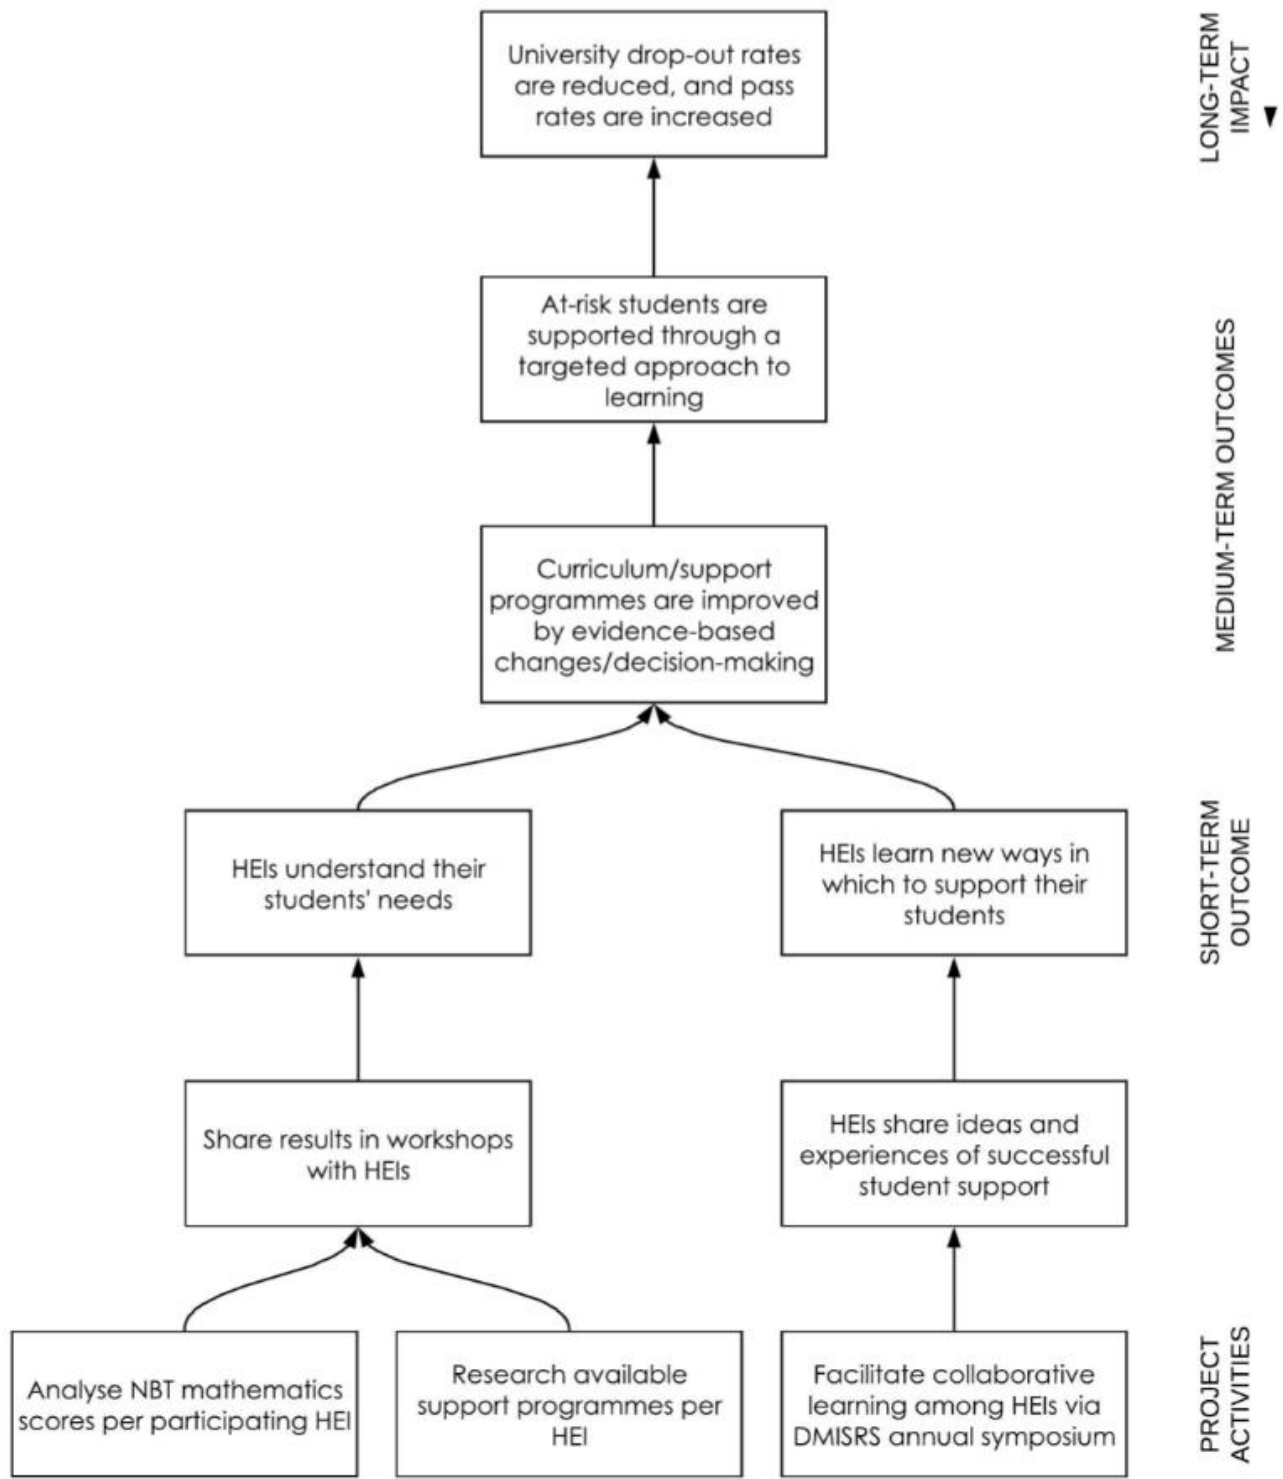 University drop-out rates
are reduced, and pass
rates are increased
LONG-TERM
IMPACT
At-risk students are
supported through a
targeted approach to
learning
MEDIUM-TERM OUTCOMES
Curriculum/support
programmes are improved
by evidence-based
changes/decision-making
HEIs understand their
students' needs
HEIs learn new ways in
which to support their
students
SHORT-TERM
OUTCOME
Share results in workshops
with HEIs
HEIs share ideas and
experiences of successful
student support
Analyse NBT mathematics
scores per participating HEI
Research available
support programmes per
HEI
Facilitate collaborative
learning among HEIs via
DMISRS annual symposium
PROJECT
ACTIVITIES